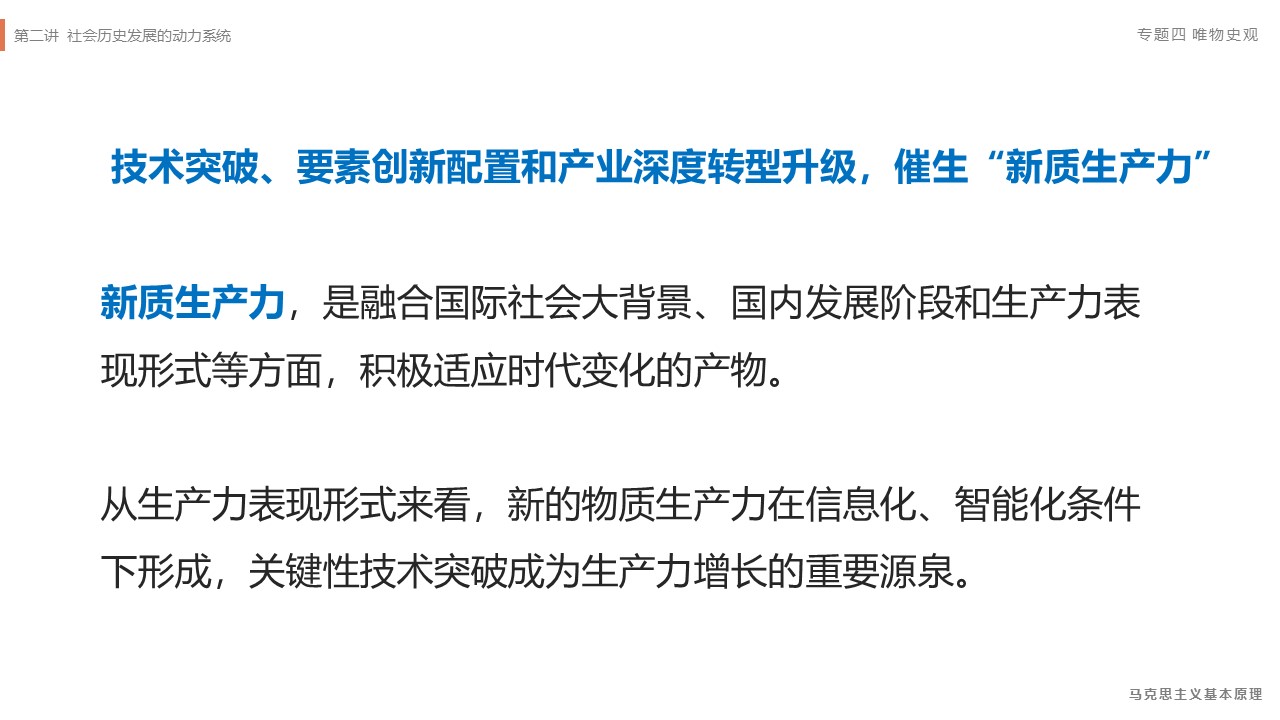 第二讲 社会历史发展的动力系统
专题四 唯物史观
技术突破、要素创新配置和产业深度转型升级，催生“新质生产力”
新质生产力，是融合国际社会大背景、国内发展阶段和生产力表
现形式等方面，积极适应时代变化的产物。
从生产力表现形式来看，新的物质生产力在信息化、智能化条件
下形成，关键性技术突破成为生产力增长的重要源泉。
马克思主义基本原理